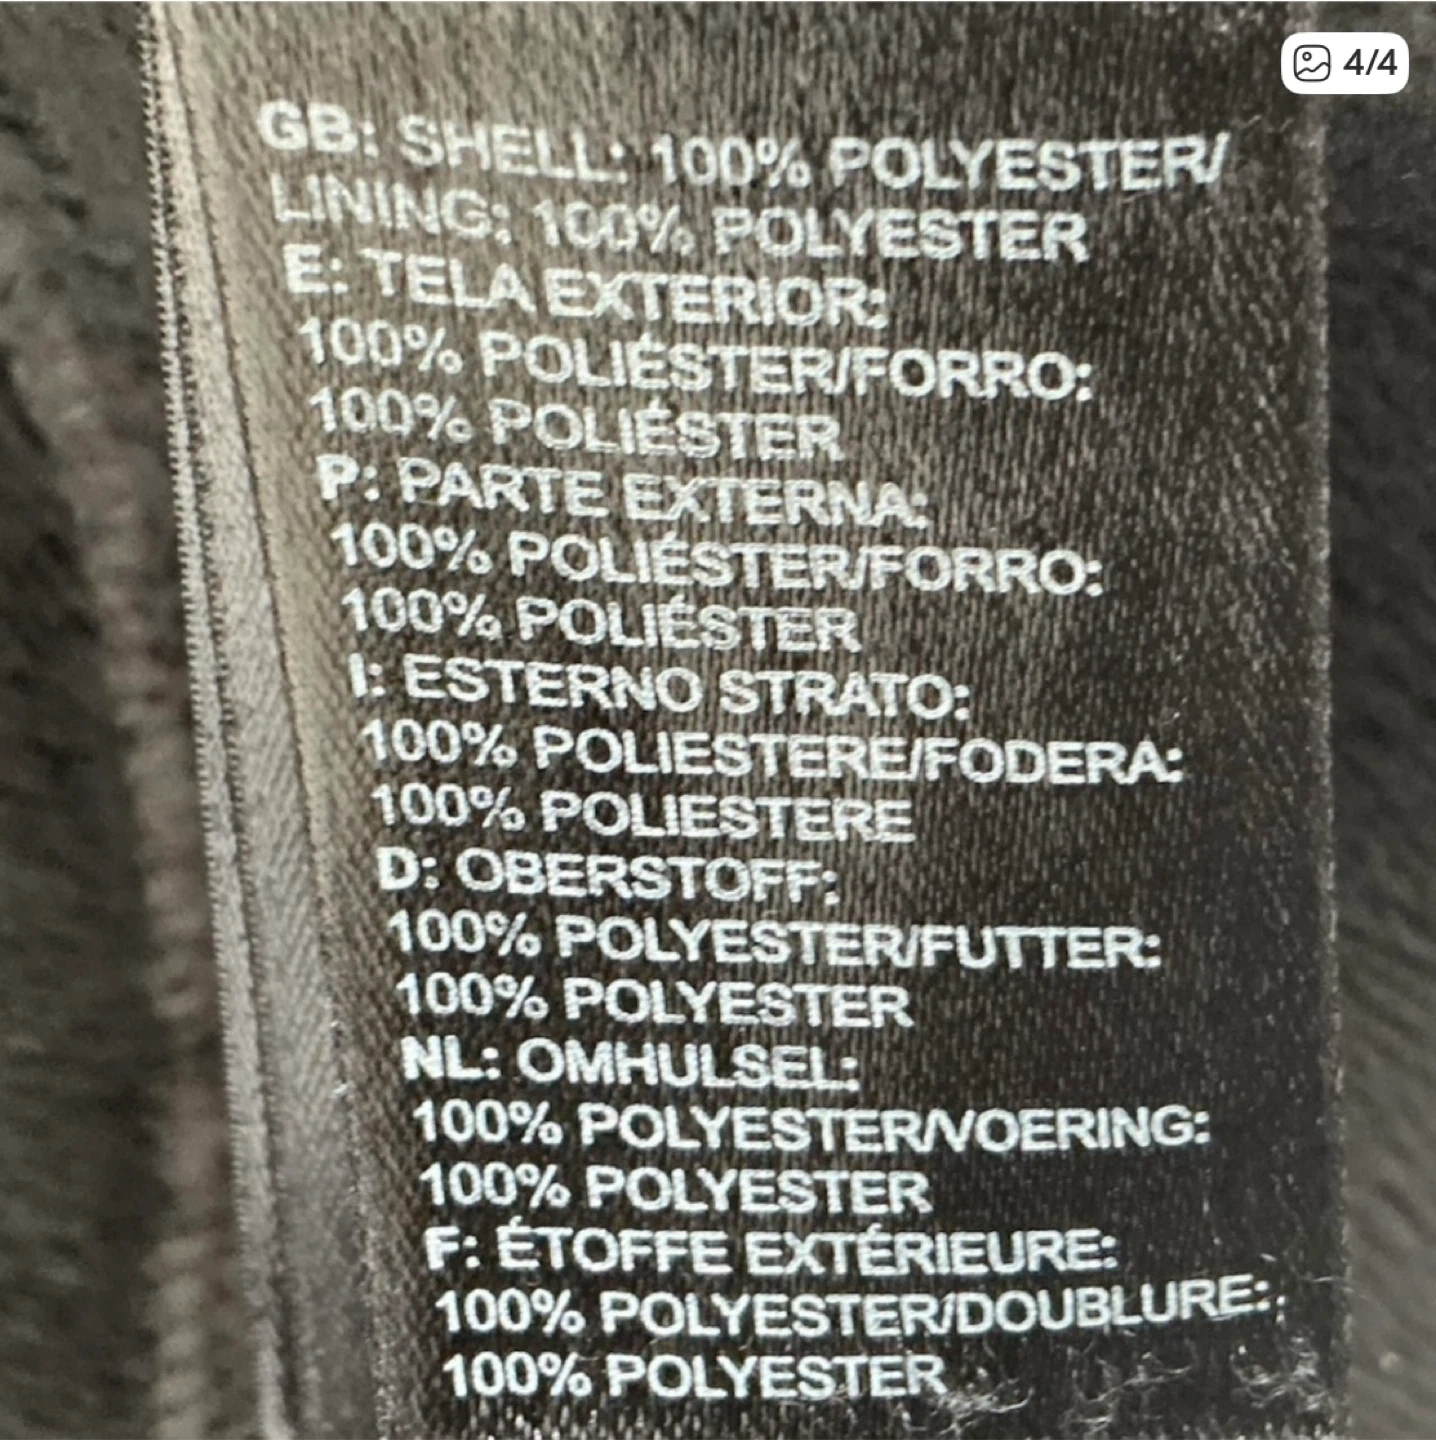 4/4
GB: SHELL: 100% POLYESTER/
LINING: 100% POLYESTER
E: TELA EXTERIOR:
100% POLIÉSTER/FORRO:
100% POLIÉSTER
P: PARTE EXTERNA:
100% POLIÉSTER/FORRO:
100% POLIÉSTER
I: ESTERNO STRATO:
100% POLIESTERE/FODERA:
100% POLIESTERE
D: OBERSTOFF:
100% POLYESTER/FUTTER:
100% POLYESTER
NL: OMHULSEL:
100% POLYESTER/VOERING:
100% POLYESTER
F: ÉTOFFE EXTÉRIEURE:
100% POLYESTER/DOUBLURE:
100% POLYESTER